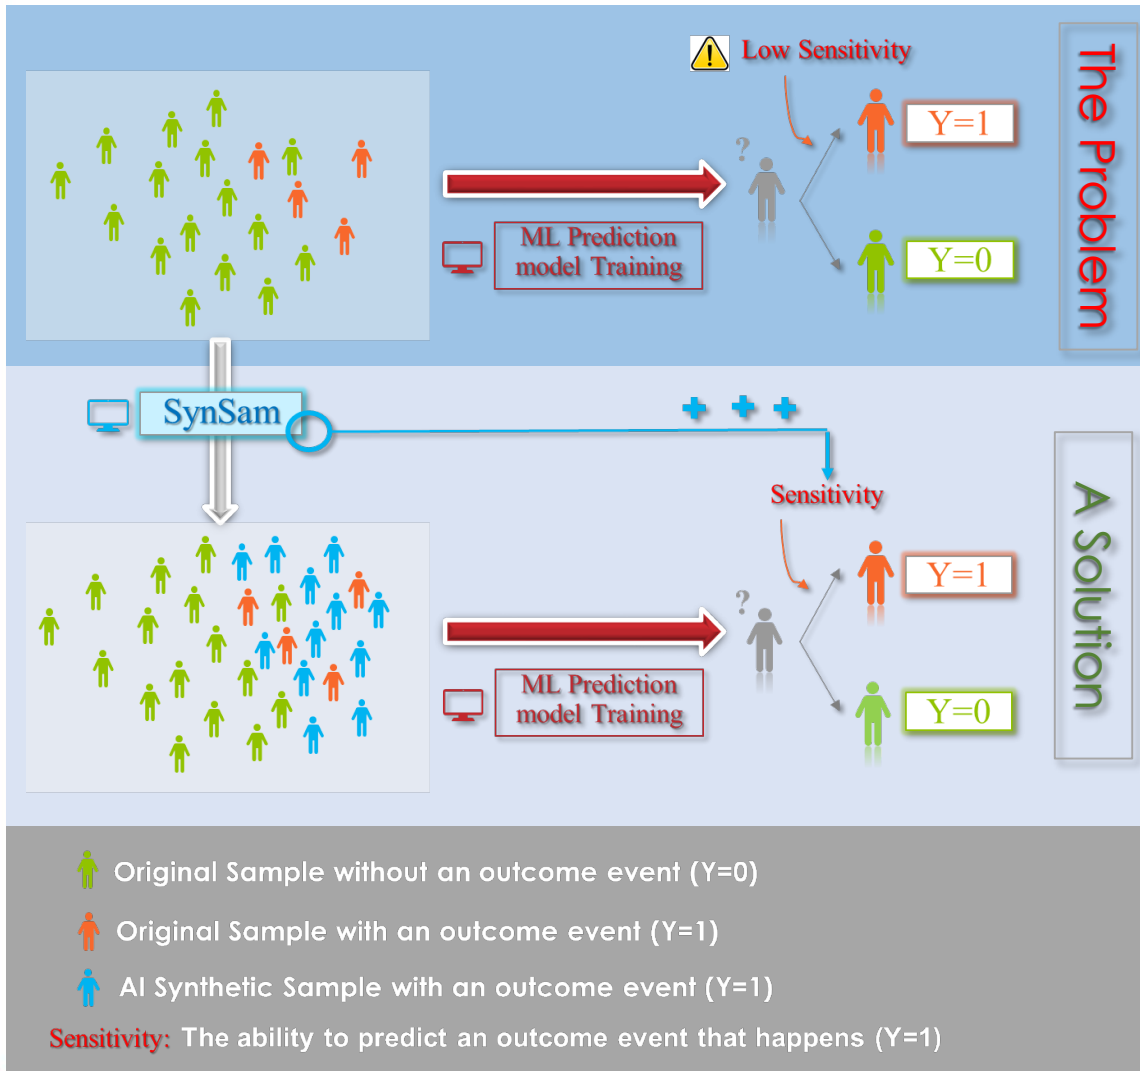 Low Sensitivity
The Problem
?
Y=1
ML Prediction
model Training
Y=0
SynSam
Sensitivity
A Solution
?
Y=1
ML Prediction
model Training
Y=0
Original Sample without an outcome event (Y=0)
Original Sample with an outcome event (Y=1)
AI Synthetic Sample with an outcome event (Y=1)
Sensitivity: The ability to predict an outcome event that happens (Y=1)